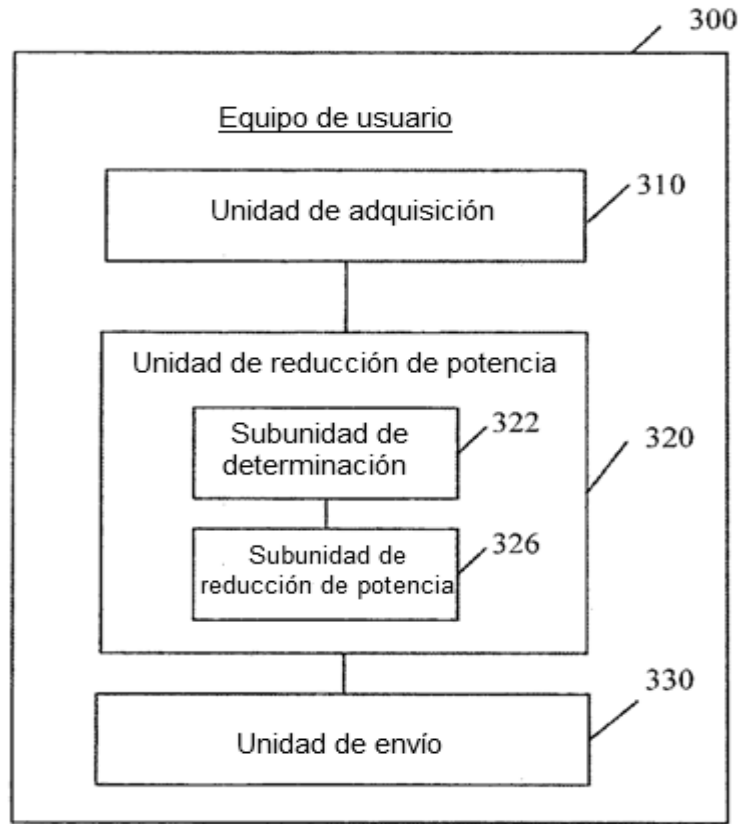 300
Equipo de usuario
Unidad de adquisición
310
Unidad de reducción de potencia
Subunidad de
determinación
322
320
Subunidad de
reducción de potencia
326
330
Unidad de envío